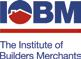 IOBM
The Institute of
Builders Merchants